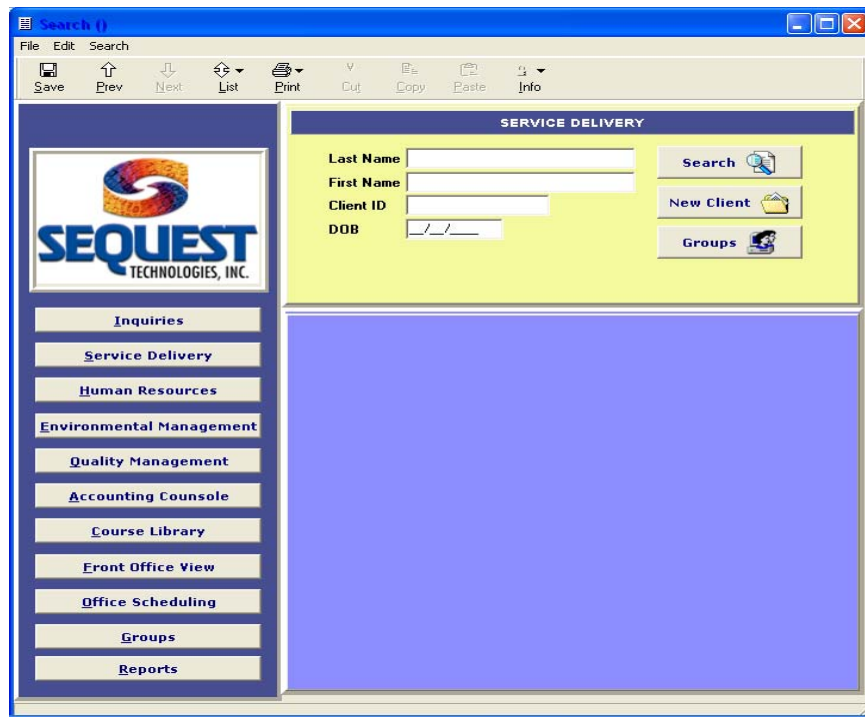 Search ()
File Edit Search
Save Prev Next List Print Cut Copy Paste Info
SERVICE DELIVERY
SEQUEST
TECHNOLOGIES, INC.
Last Name
First Name
Client ID
DOB __/__/____
Search
New Client
Groups
Inquiries
Service Delivery
Human Resources
Environmental Management
Quality Management
Accounting Counsole
Course Library
Front Office View
Office Scheduling
Groups
Reports